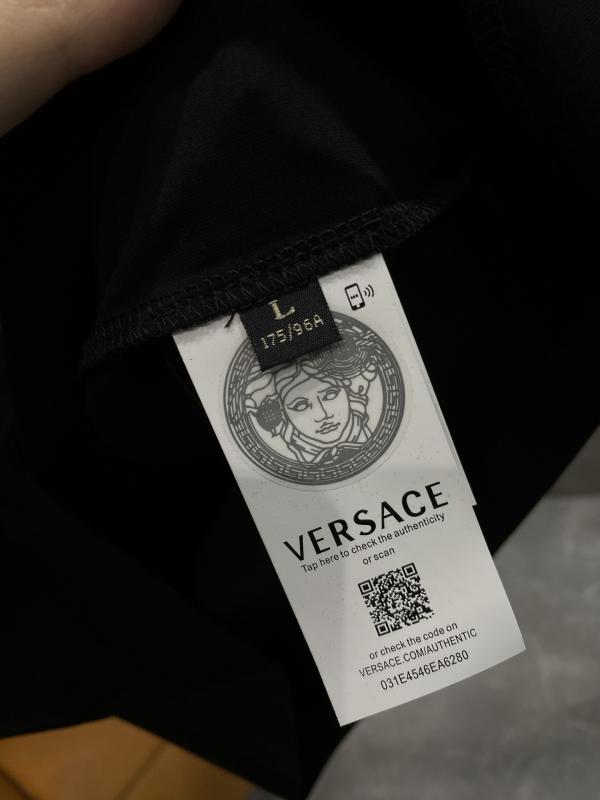 L
175/96A
VERSACE
Tap here to check the authenticity
or scan
or check the code on
VERSACE.COM/AUTHENTIC
031E4546EA6280